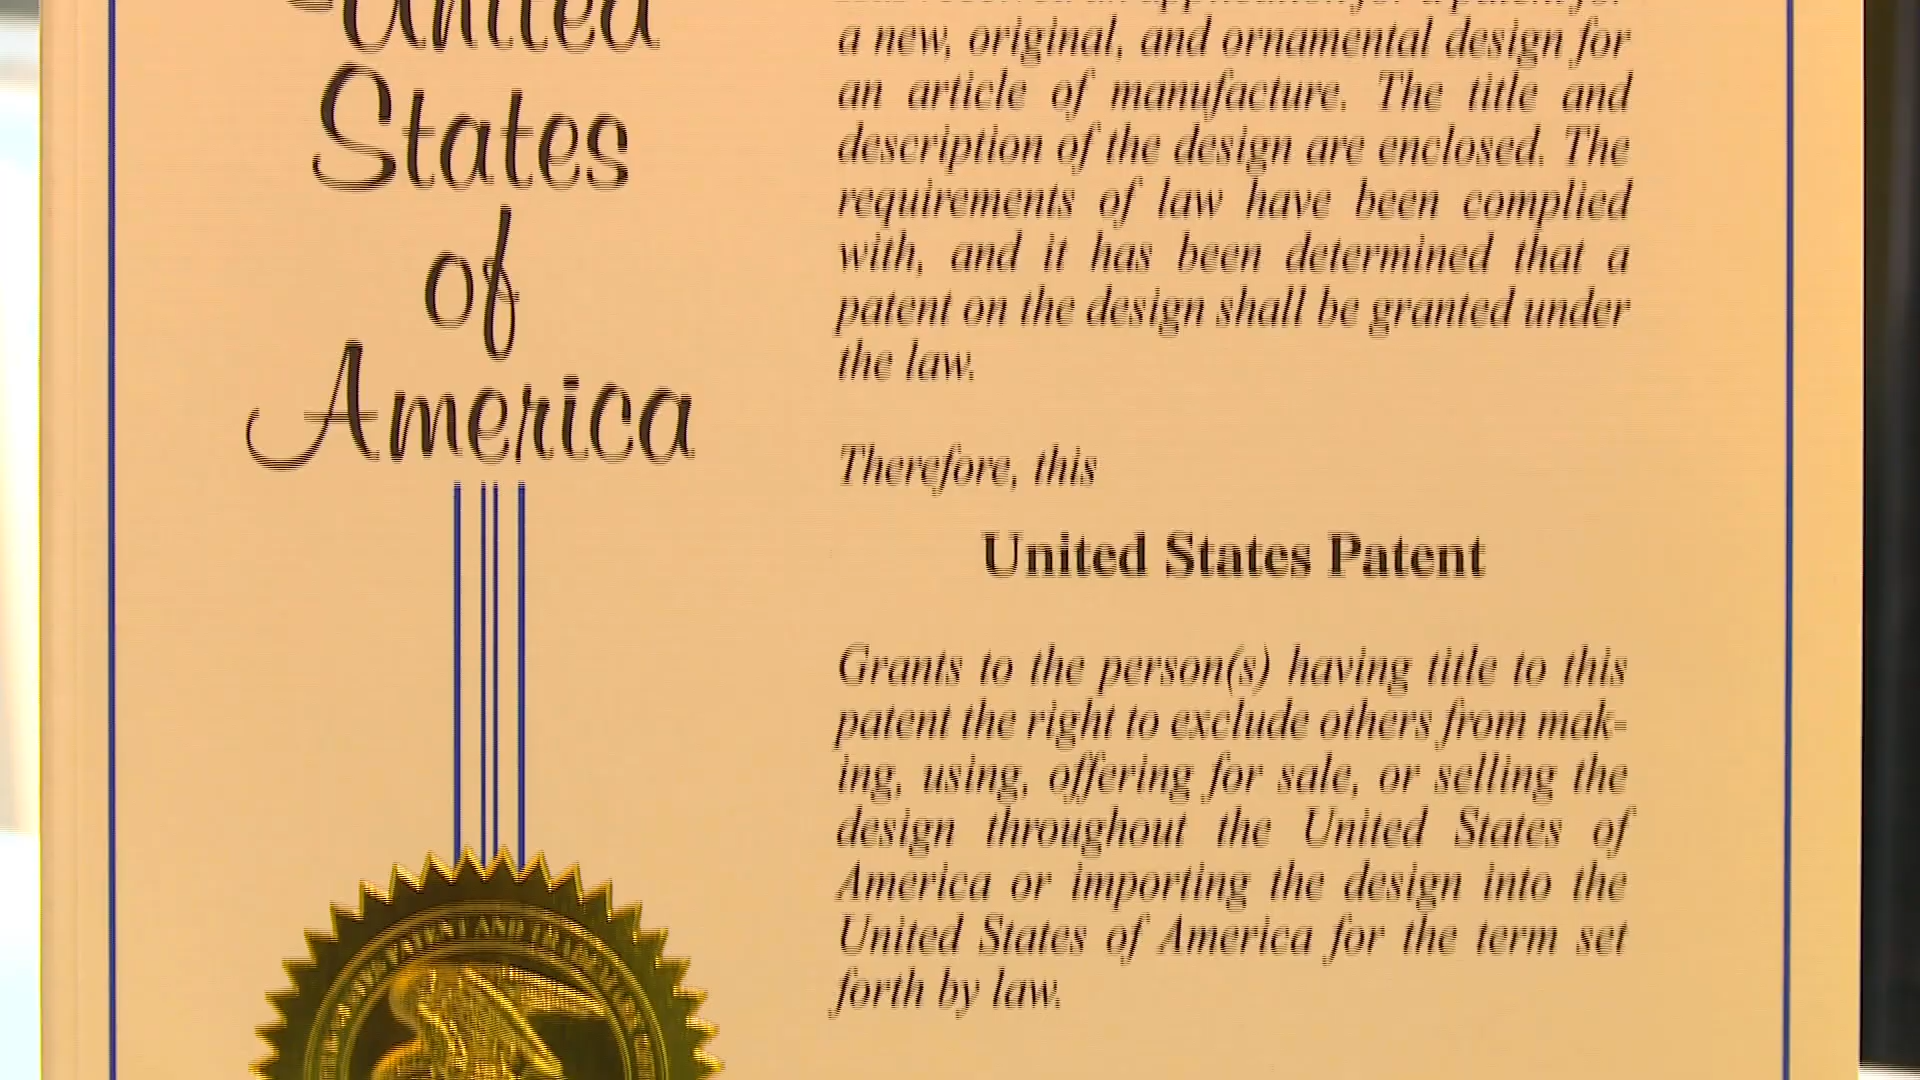 United
States
of
America
a new, original, and ornamental design for
an article of manufacture. The title and
description of the design are enclosed. The
requirements of law have been complied
with, and it has been determined that a
patent on the design shall be granted under
the law.
Therefore, this
United States Patent
Grants to the person(s) having title to this
patent the right to exclude others from mak-
ing, using, offering for sale, or selling the
design throughout the United States of
America or importing the design into the
United States of America for the term set
forth by law.
PATENT AND